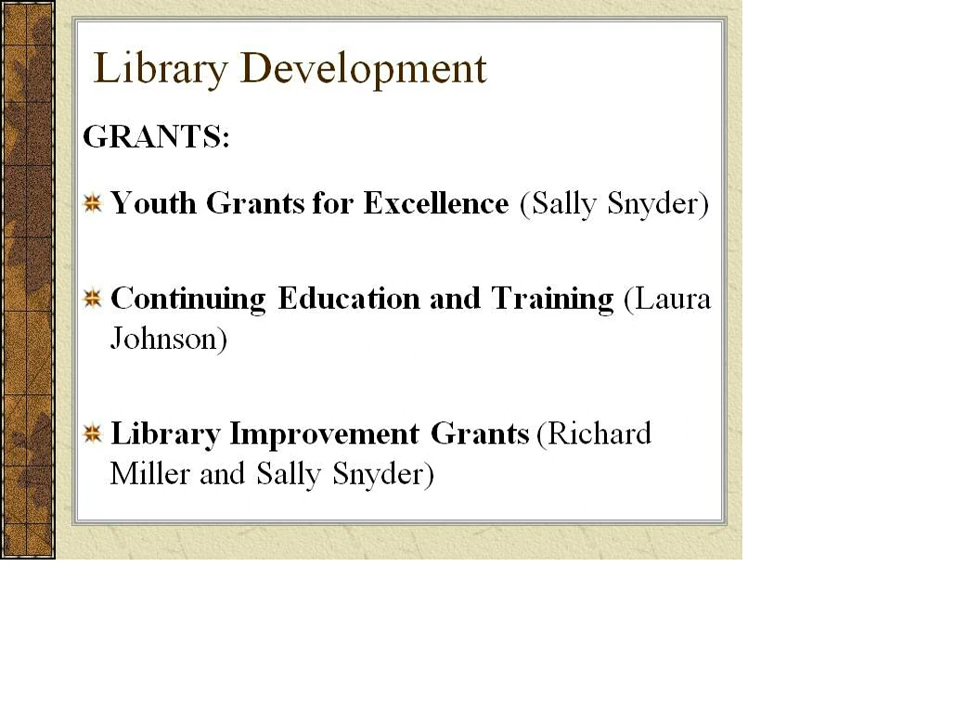 Library Development
GRANTS:
Youth Grants for Excellence (Sally Snyder)
Continuing Education and Training (Laura
Johnson)
Library Improvement Grants (Richard
Miller and Sally Snyder)